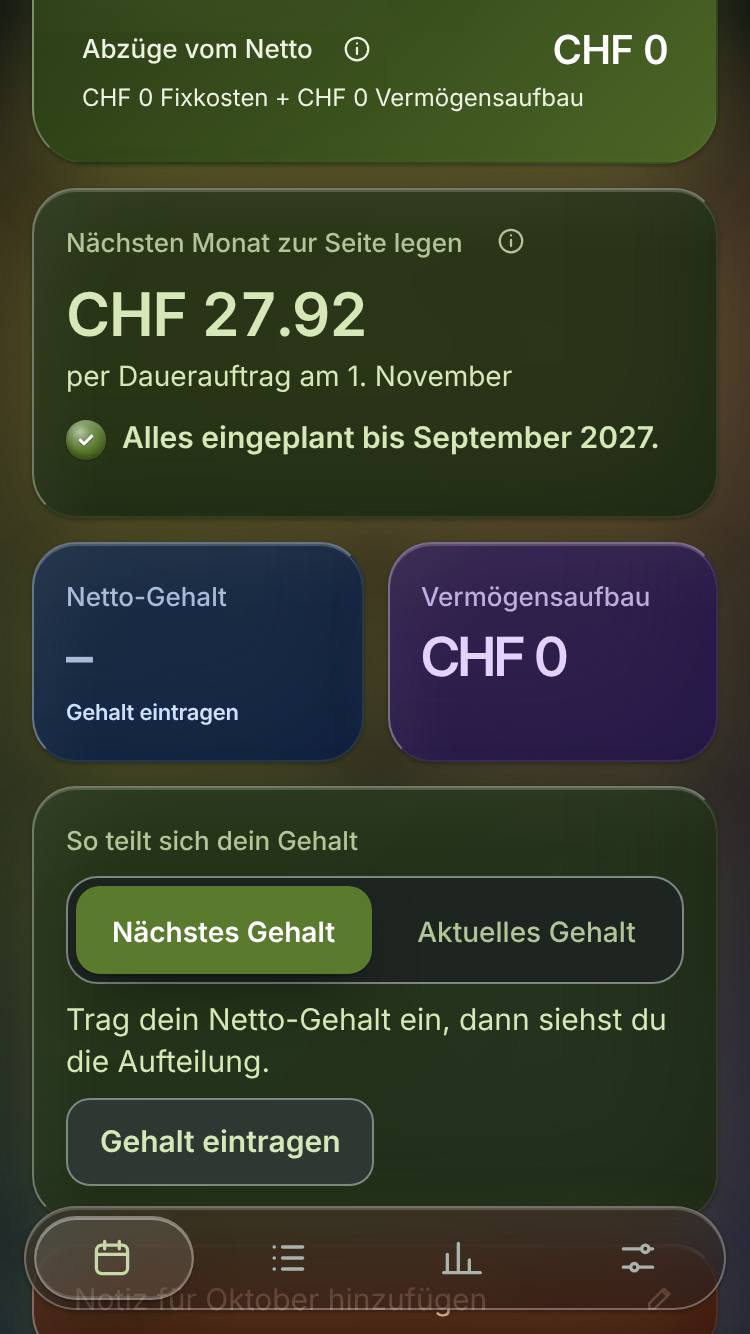 Abzüge vom Netto
CHF 0
CHF 0 Fixkosten + CHF 0 Vermögensaufbau
Nächsten Monat zur Seite legen
CHF 27.92
per Dauerauftrag am 1. November
Alles eingeplant bis September 2027.
Netto-Gehalt
–
Gehalt eintragen
Vermögensaufbau
CHF 0
So teilt sich dein Gehalt
Nächstes Gehalt
Aktuelles Gehalt
Trag dein Netto-Gehalt ein, dann siehst du
die Aufteilung.
Gehalt eintragen
Notiz für Oktober hinzufügen